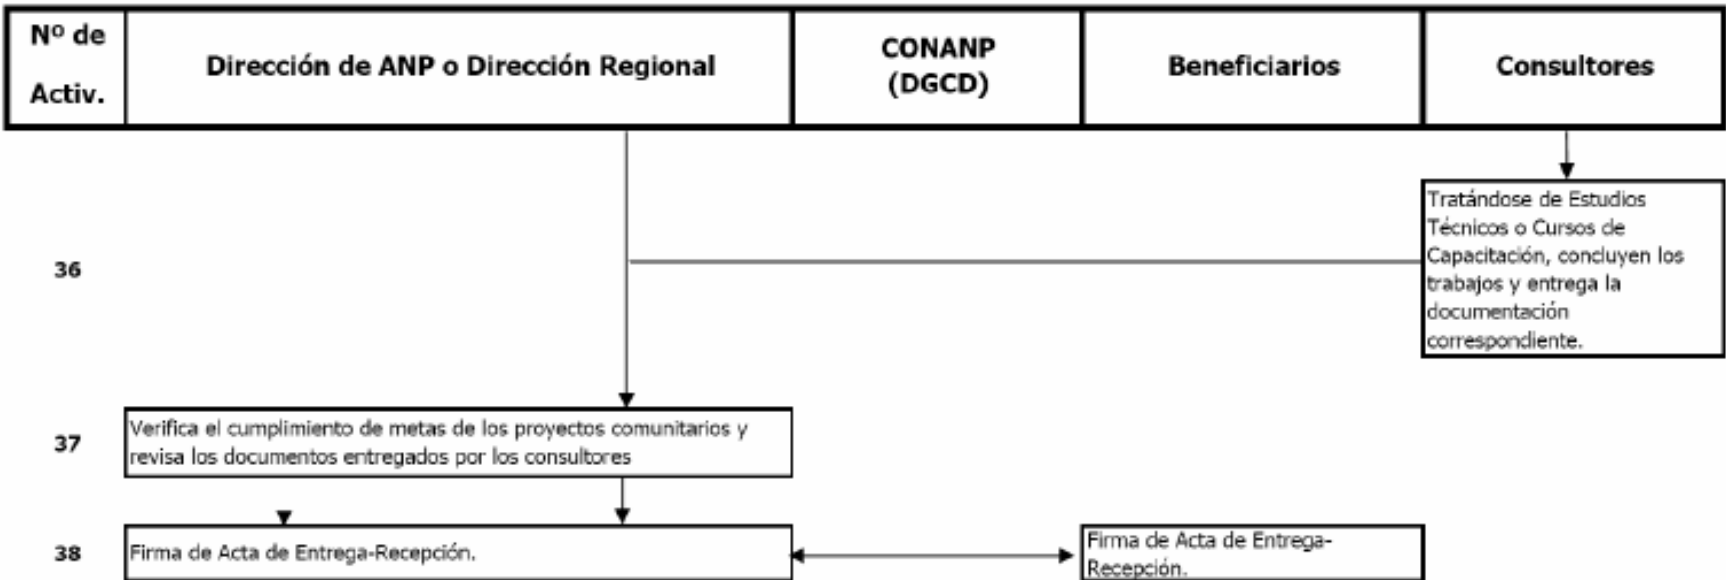 Nº de
Activ.
Dirección de ANP o Dirección Regional
CONANP
(DGCD)
Beneficiarios
Consultores
36
Tratándose de Estudios
Técnicos o Cursos de
Capacitación, concluyen los
trabajos y entrega la
documentación
correspondiente.
37
Verifica el cumplimiento de metas de los proyectos comunitarios y
revisa los documentos entregados por los consultores
38
Firma de Acta de Entrega-Recepción.
Firma de Acta de Entrega-
Recepción.